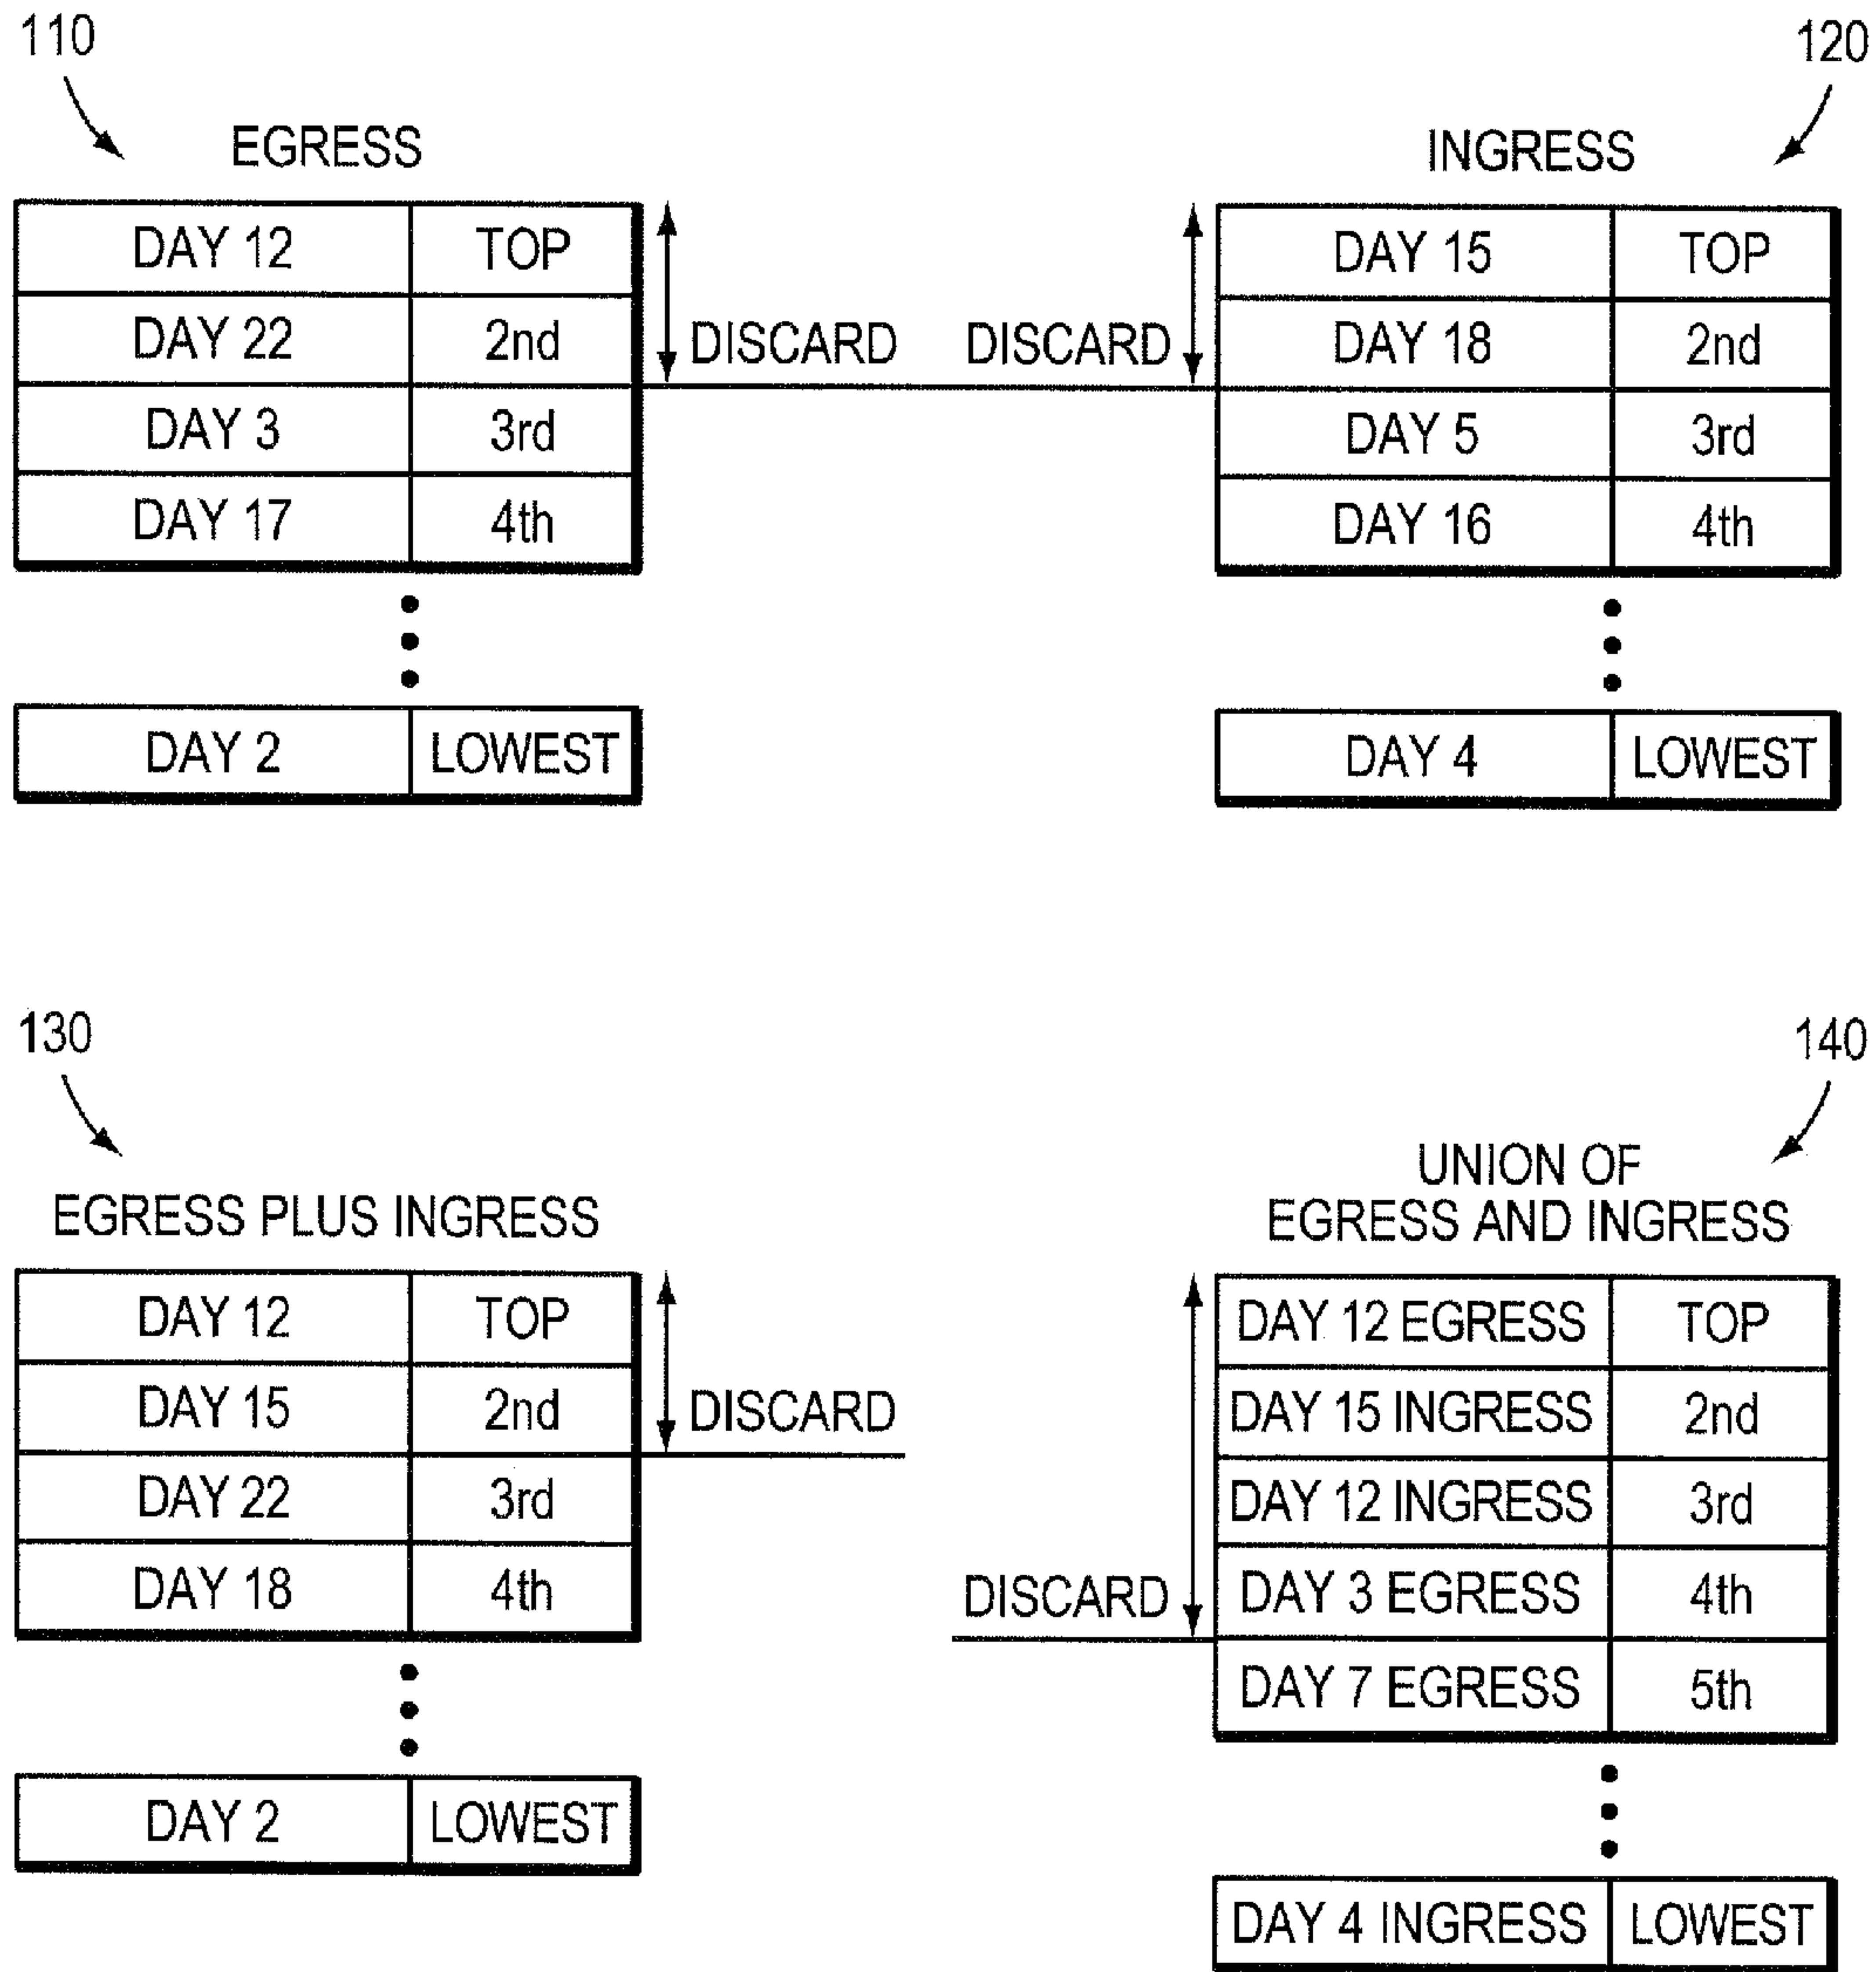 110
120
EGRESS
INGRESS
DAY 12 TOP
DAY 22 2nd
DAY 3 3rd
DAY 17 4th
DISCARD
DAY 2 LOWEST
DISCARD
DAY 15 TOP
DAY 18 2nd
DAY 5 3rd
DAY 16 4th
DAY 4 LOWEST
130
140
EGRESS PLUS INGRESS
DAY 12 TOP
DAY 15 2nd
DAY 22 3rd
DAY 18 4th
DISCARD
DAY 2 LOWEST
UNION OF
EGRESS AND INGRESS
DISCARD
DAY 12 EGRESS TOP
DAY 15 INGRESS 2nd
DAY 12 INGRESS 3rd
DAY 3 EGRESS 4th
DAY 7 EGRESS 5th
DAY 4 INGRESS LOWEST